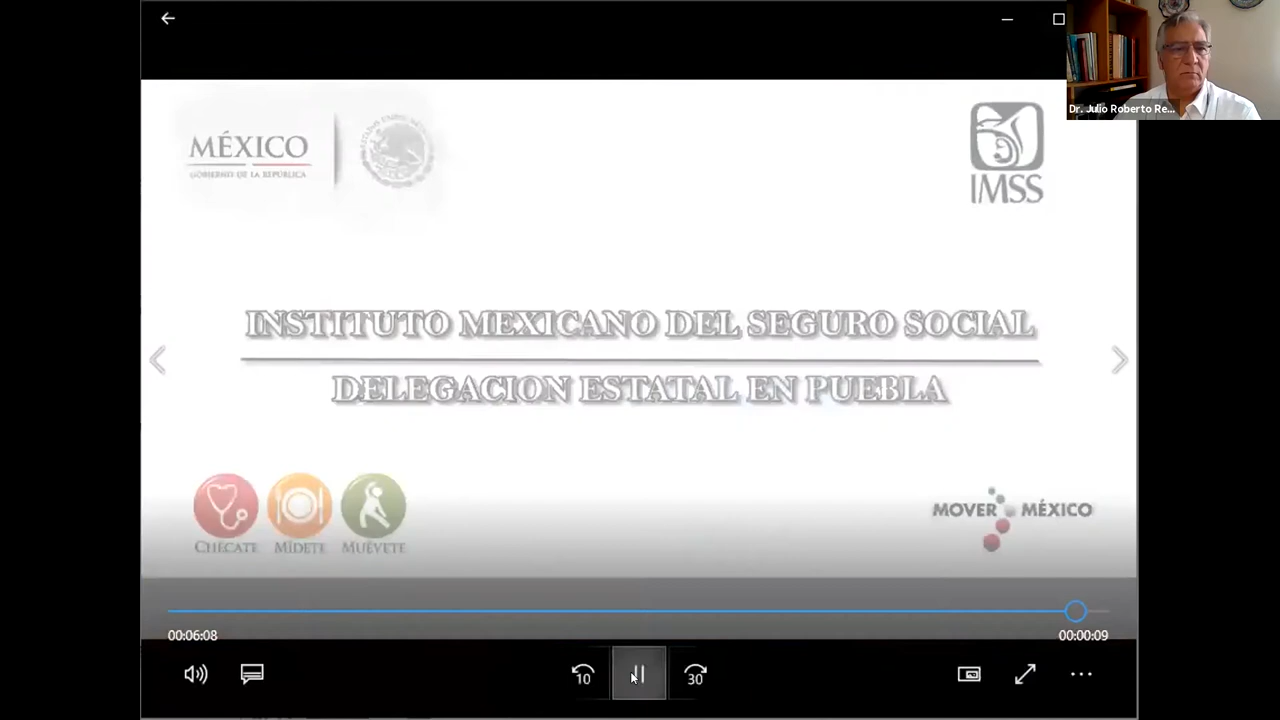 Dr. Julio Roberto Re...
MÉXICO
GOBIERNO DE LA REPÚBLICA
IMSS
INSTITUTO MEXICANO DEL SEGURO SOCIAL
DELEGACION ESTATAL EN PUEBLA
CHÉCATE MÍDETE MUÉVETE
MOVER MÉXICO
00:06:08
00:00:09
10
30